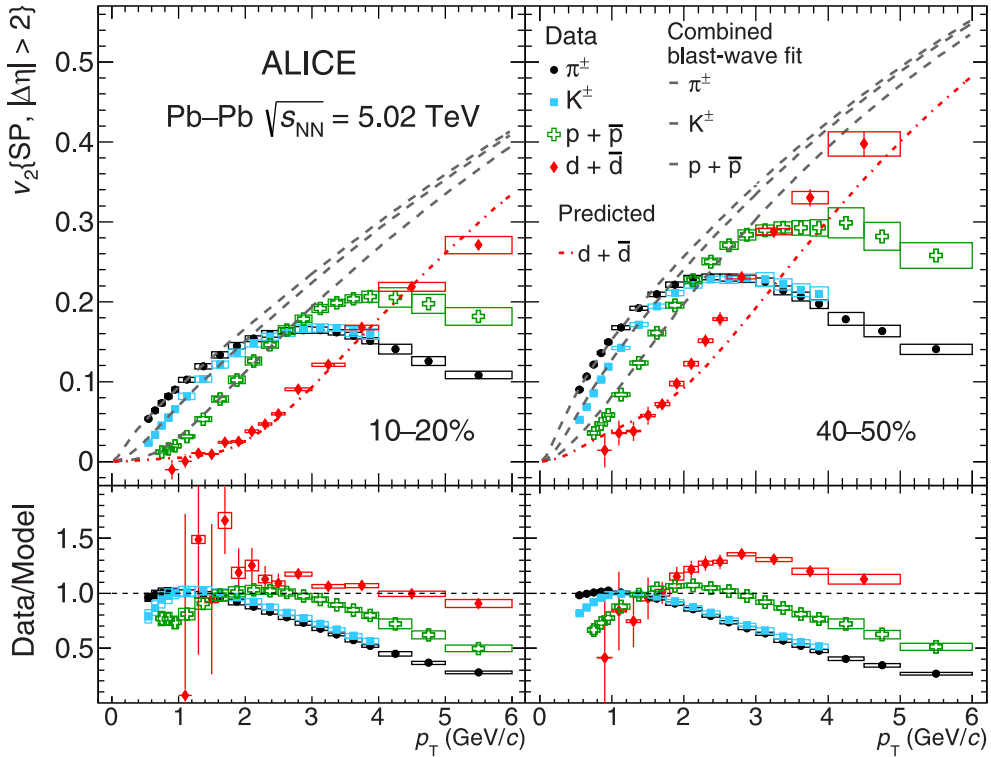 v₂{SP, |Δη| > 2}
0.5
0.4
0.3
0.2
0.1
0
ALICE
Pb–Pb √sNN = 5.02 TeV
10–20%
Data
π±
K±
p + p̅
d + d̅
Combined
blast-wave fit
π±
K±
p + p̅
Predicted
d + d̅
40–50%
Data/Model
1.5
1.0
0.5
0 1 2 3 4 5 6
pT (GeV/c)
0 1 2 3 4 5 6
pT (GeV/c)